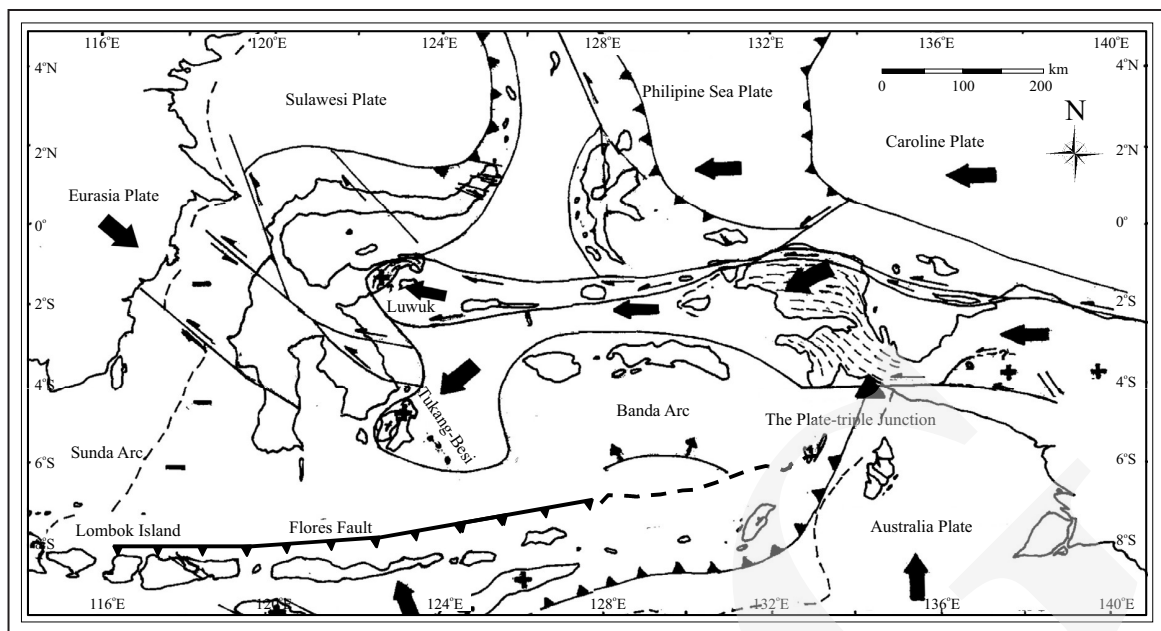 116°E 120°E 124°E 128°E 132°E 136°E 140°E
km
0 100 200
4°N 4°N
Sulawesi Plate
Philipine Sea Plate
Caroline Plate
N
2°N 2°N
Eurasia Plate
0° 0°
Luwuk
2°S 2°S
4°S 4°S
Tukang-Besi
Banda Arc
The Plate-triple Junction
Sunda Arc
6°S 6°S
Lombok Island
Flores Fault
Australia Plate
8°S 8°S
116°E 120°E 124°E 128°E 132°E 136°E 140°E